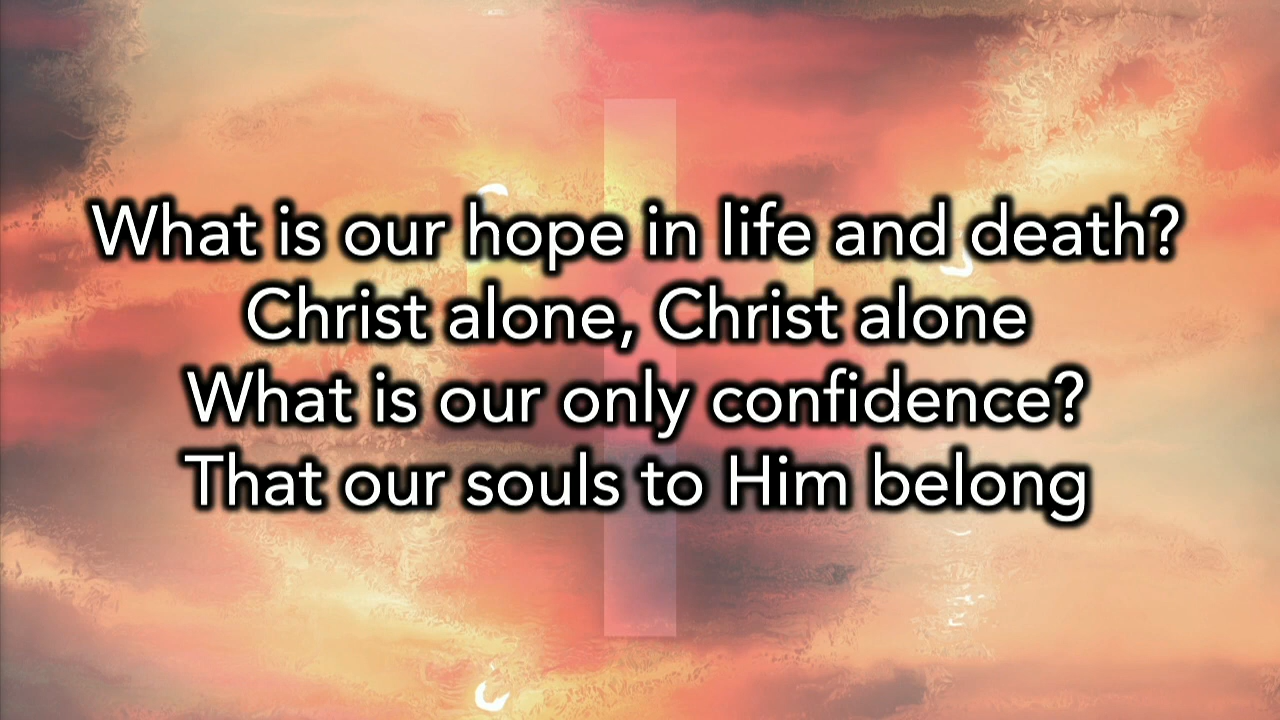 What is our hope in life and death?
Christ alone, Christ alone
What is our only confidence?
That our souls to Him belong